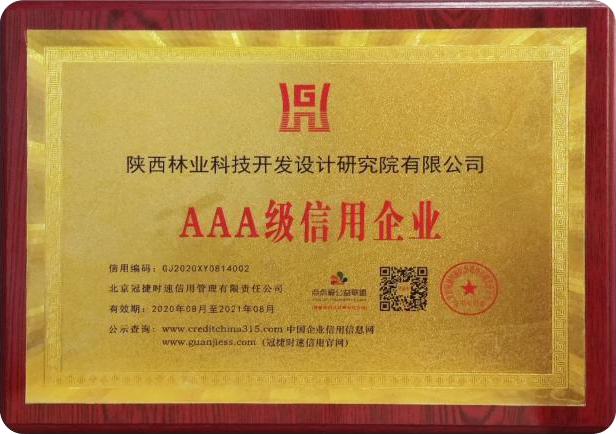 陕西林业科技开发设计研究院有限公司
AAA级信用企业
信用编码：GJ2020XY0814002
北京冠捷时速信用管理有限责任公司
有效期：2020年08月至2021年08月
公示查询：www.creditchina315.com 中国企业信用信息网
www.guanjiess.com (冠捷时速信用官网)